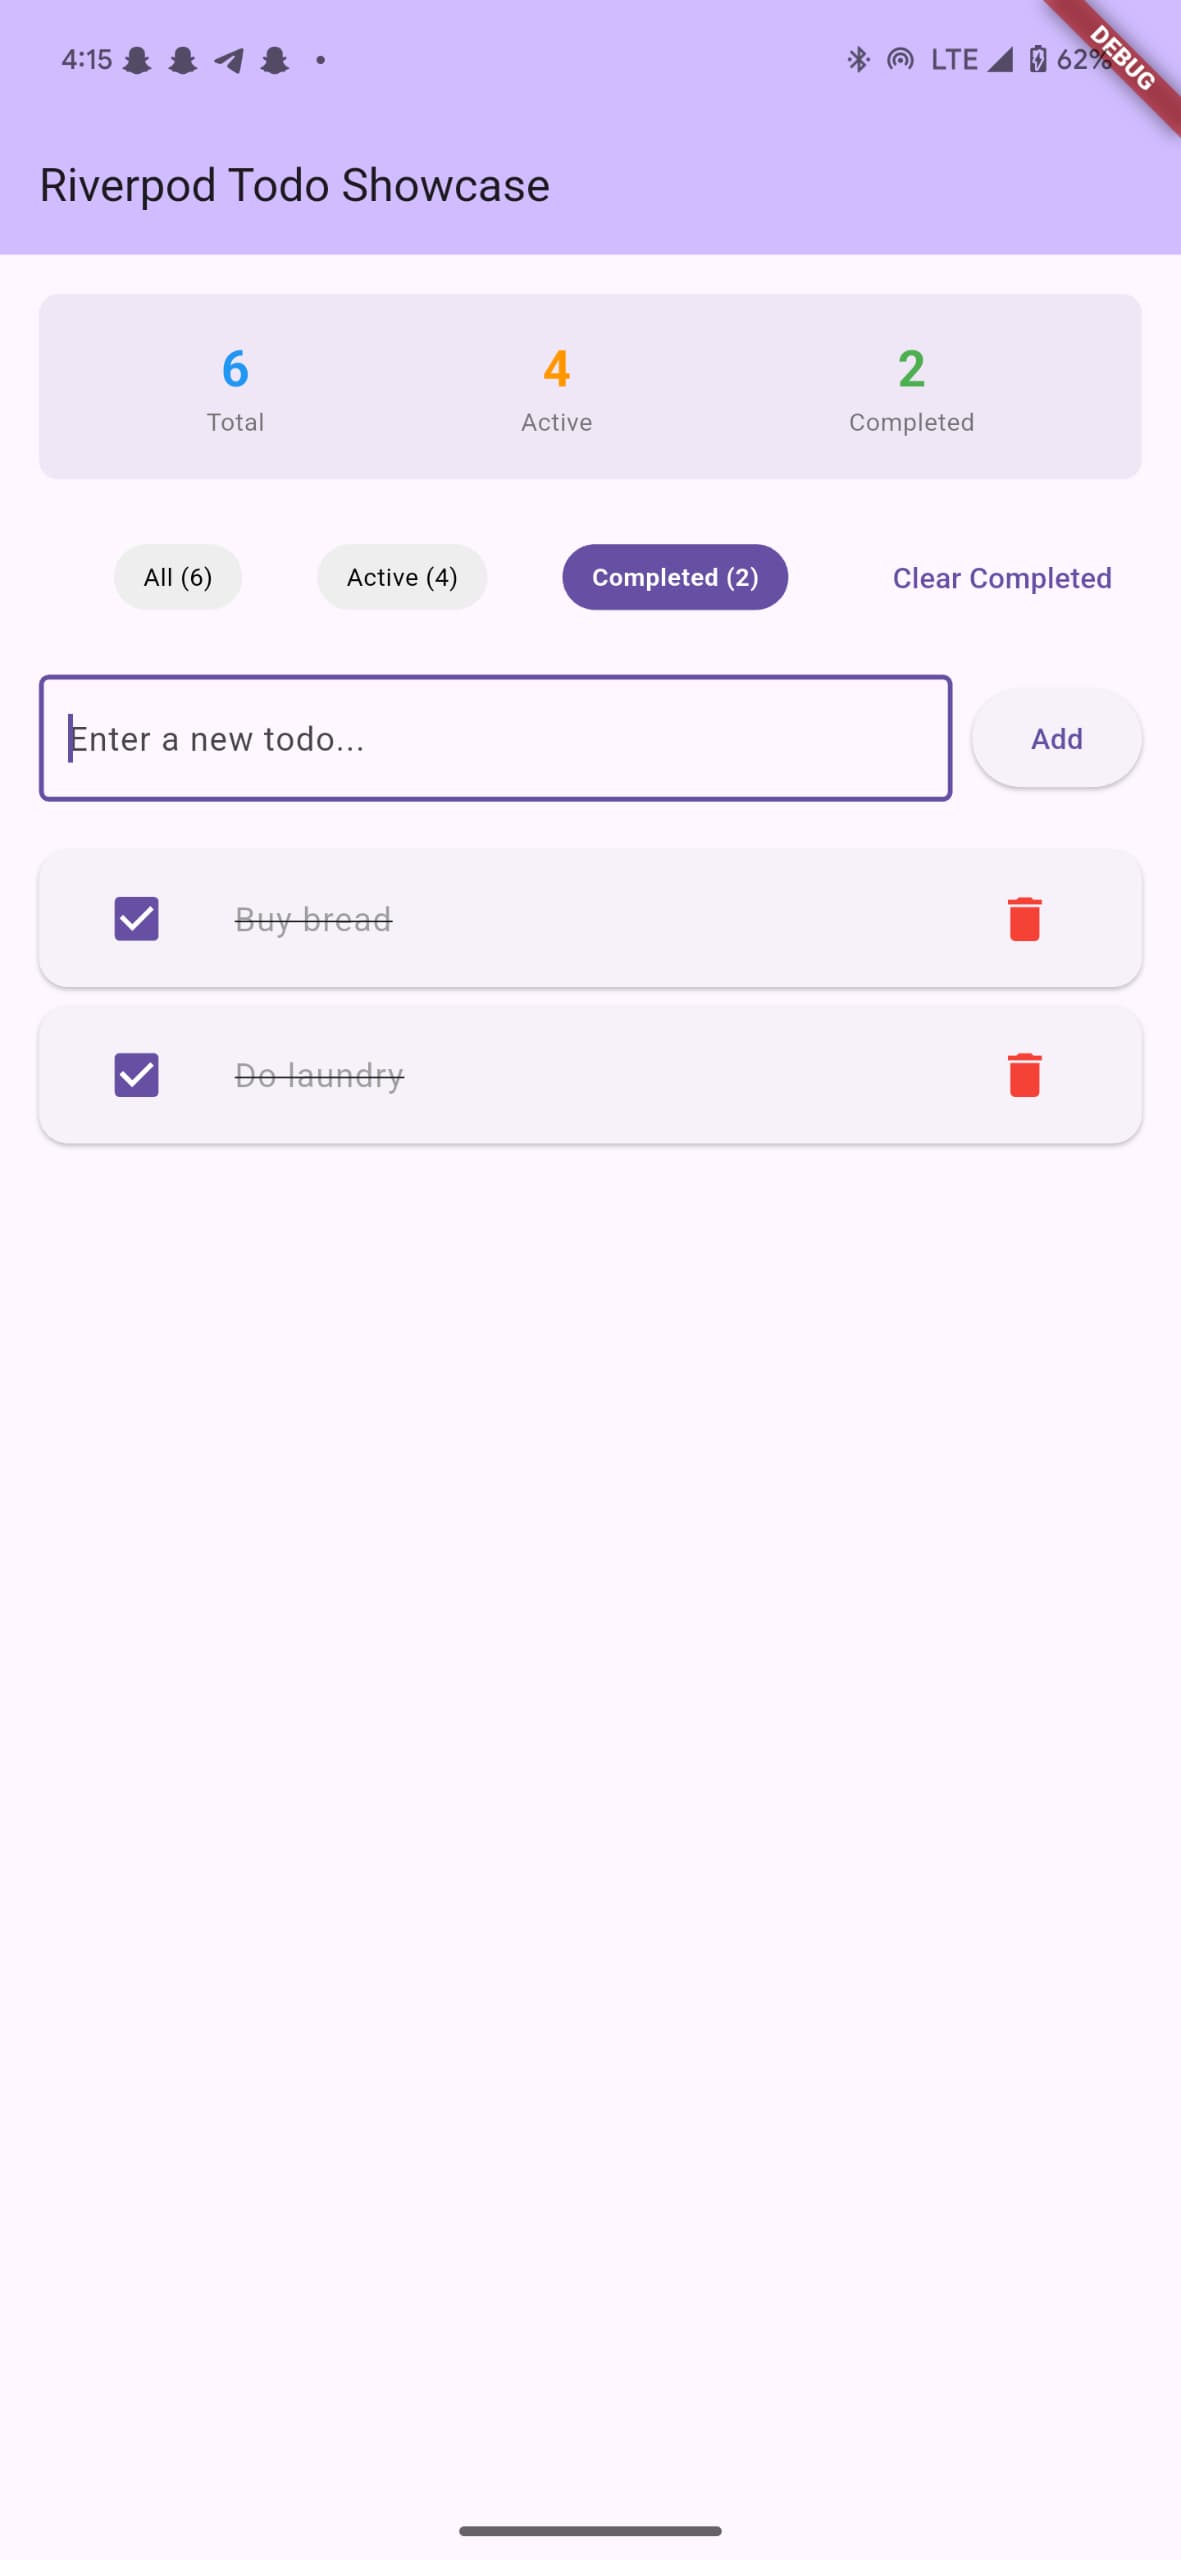 4:15 LTE 62%
DEBUG
Riverpod Todo Showcase
6 4 2
Total Active Completed
All (6) Active (4) Completed (2) Clear Completed
Enter a new todo... Add
Buy bread
Do laundry